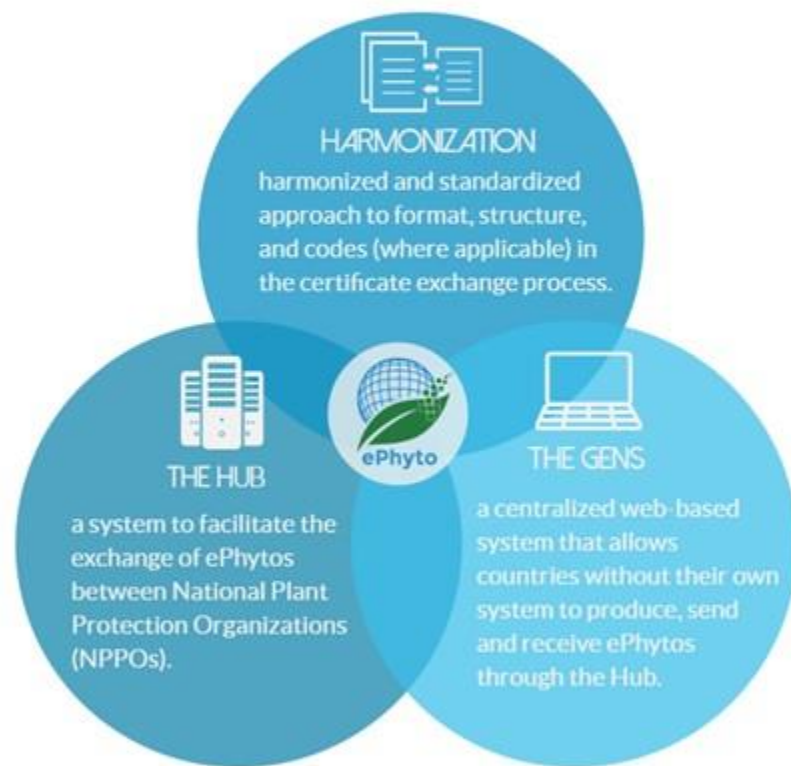 HARMONIZATION
harmonized and standardized
approach to format, structure,
and codes (where applicable) in
the certificate exchange process.
ePhyto
THE HUB
a system to facilitate the
exchange of ePhytos
between National Plant
Protection Organizations
(NPPOs).
THE GENS
a centralized web-based
system that allows
countries without their own
system to produce, send
and receive ePhytos
through the Hub.